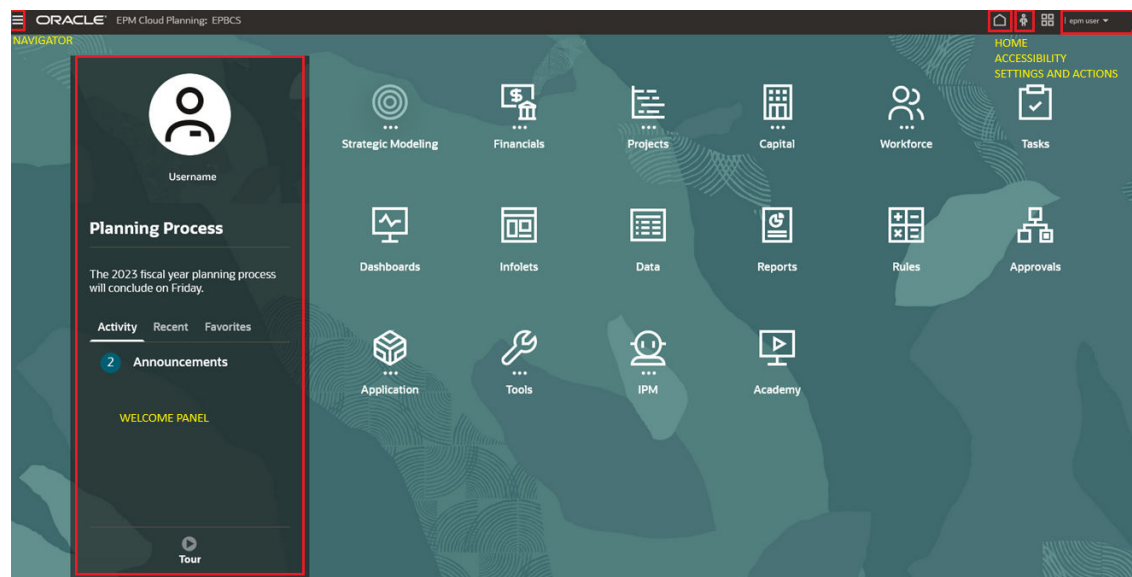 ORACLE EPM Cloud Planning: EPBCS
epm user
NAVIGATOR
HOME
ACCESSIBILITY
SETTINGS AND ACTIONS
Username
Planning Process
The 2023 fiscal year planning process
will conclude on Friday.
Activity Recent Favorites
2 Announcements
WELCOME PANEL
Tour
Strategic Modeling Financials Projects Capital Workforce Tasks
Dashboards Infolets Data Reports Rules Approvals
Application Tools IPM Academy